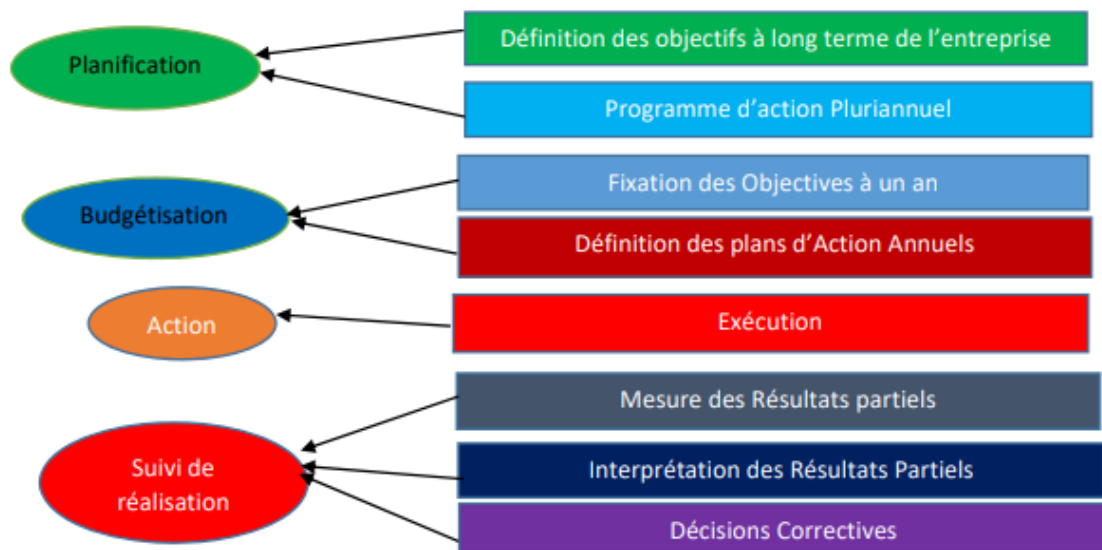 Planification
Définition des objectifs à long terme de l’entreprise
Programme d’action Pluriannuel
Budgétisation
Fixation des Objectives à un an
Définition des plans d’Action Annuels
Action
Exécution
Suivi de
réalisation
Mesure des Résultats partiels
Interprétation des Résultats Partiels
Décisions Correctives